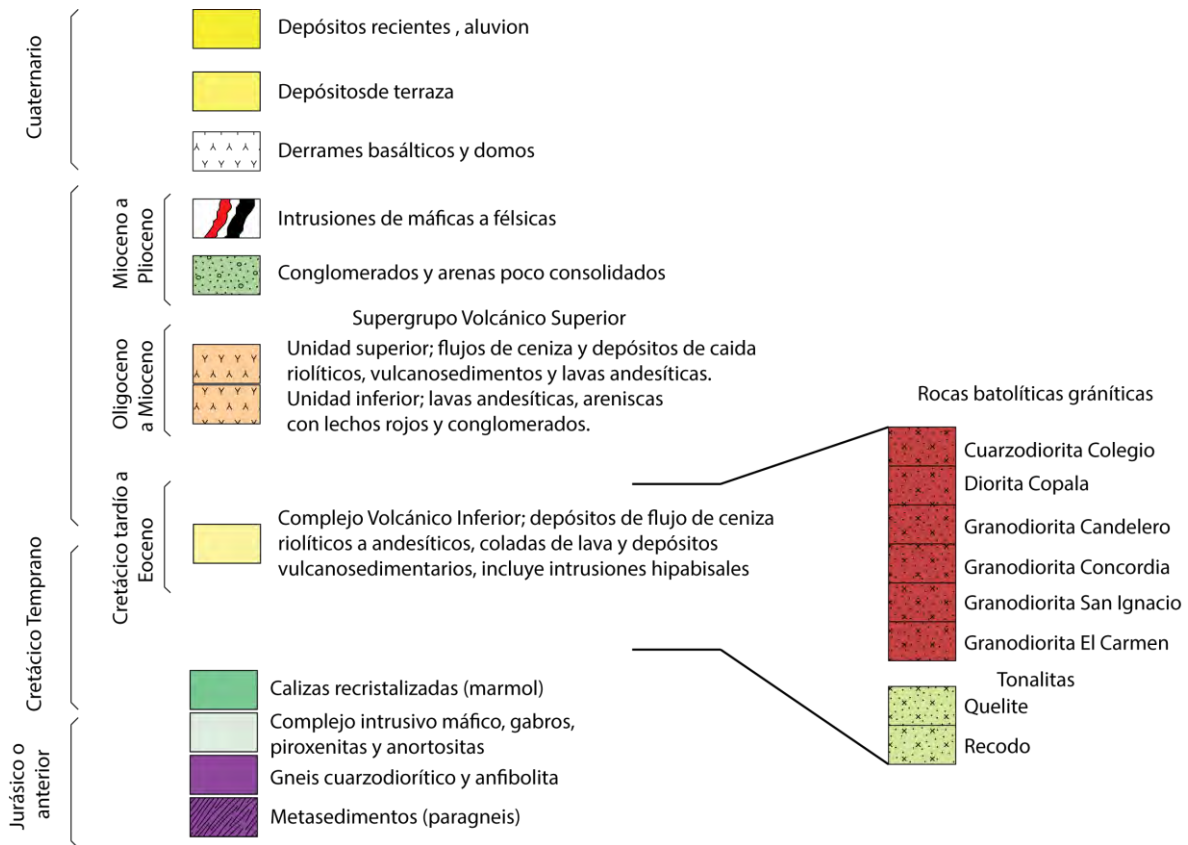 Cuaternario
Depósitos recientes , aluvion
Depósitosde terraza
Derrames basálticos y domos
Mioceno a
Plioceno
Intrusiones de máficas a félsicas
Conglomerados y arenas poco consolidados
Oligoceno
a Mioceno
Supergrupo Volcánico Superior
Unidad superior; flujos de ceniza y depósitos de caida
riolíticos, vulcanosedimentos y lavas andesíticas.
Unidad inferior; lavas andesíticas, areniscas
con lechos rojos y conglomerados.
Cretácico tardío a
Eoceno
Complejo Volcánico Inferior; depósitos de flujo de ceniza
riolíticos a andesíticos, coladas de lava y depósitos
vulcanosedimentarios, incluye intrusiones hipabisales
Cretácico Temprano
Calizas recristalizadas (marmol)
Complejo intrusivo máfico, gabros,
piroxenitas y anortositas
Jurásico o
anterior
Gneis cuarzodiorítico y anfibolita
Metasedimentos (paragneis)
Rocas batolíticas gráníticas
Cuarzodiorita Colegio
Diorita Copala
Granodiorita Candelero
Granodiorita Concordia
Granodiorita San Ignacio
Granodiorita El Carmen
Tonalitas
Quelite
Recodo